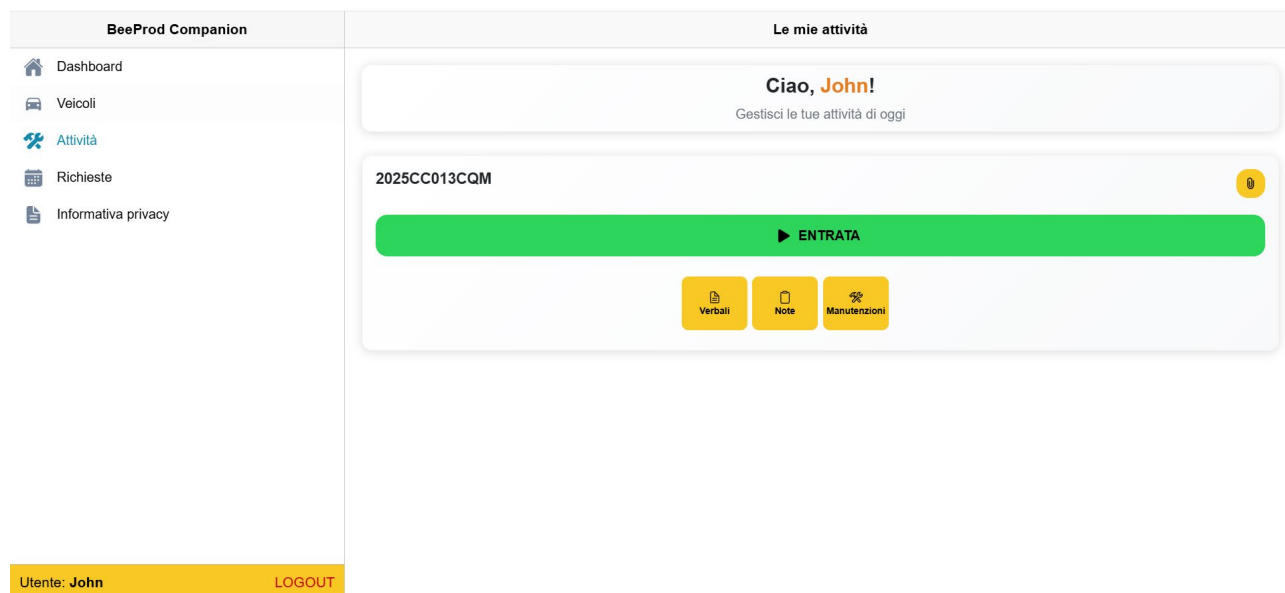 BeeProd Companion
Dashboard
Veicoli
Attività
Richieste
Informativa privacy
Utente: John
LOGOUT
Le mie attività
Ciao, John!
Gestisci le tue attività di oggi
2025CC013CQM
ENTRATA
Verbali
Note
Manutenzioni